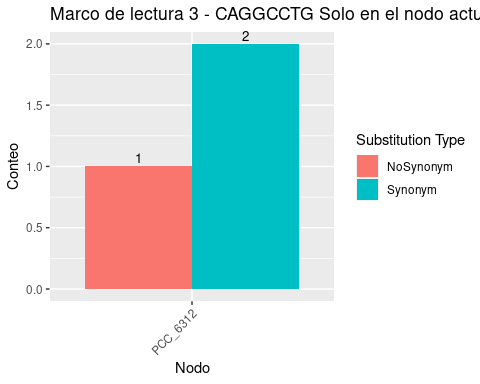 Marco de lectura 3 - CAGGCCTG Solo en el nodo actu
2.0
1.5
1.0
0.5
0.0
Conteo
1
2
PCC_6312
Nodo
Substitution Type
NoSynonym
Synonym